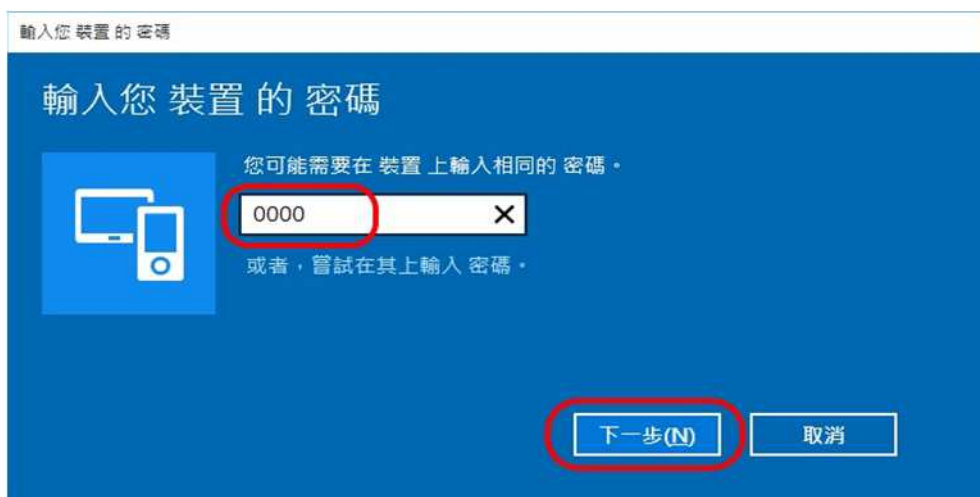 輸入您 裝置 的 密碼
輸入您 裝置 的 密碼
您可能需要在 裝置 上輸入相同的 密碼。
0000
或者，嘗試在其上輸入 密碼。
下一步(N)
取消